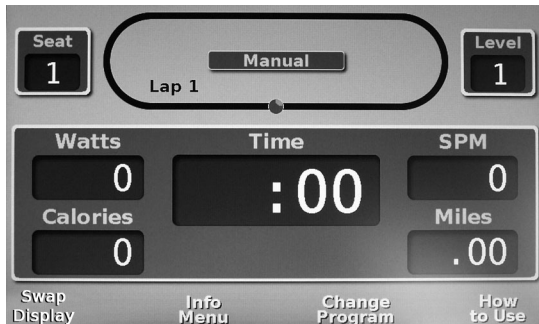 Seat
1
Manual
Lap 1
Level
1
Watts
0
Time
:00
SPM
0
Calories
0
Miles
.00
Swap
Display
Info
Menu
Change
Program
How
to Use